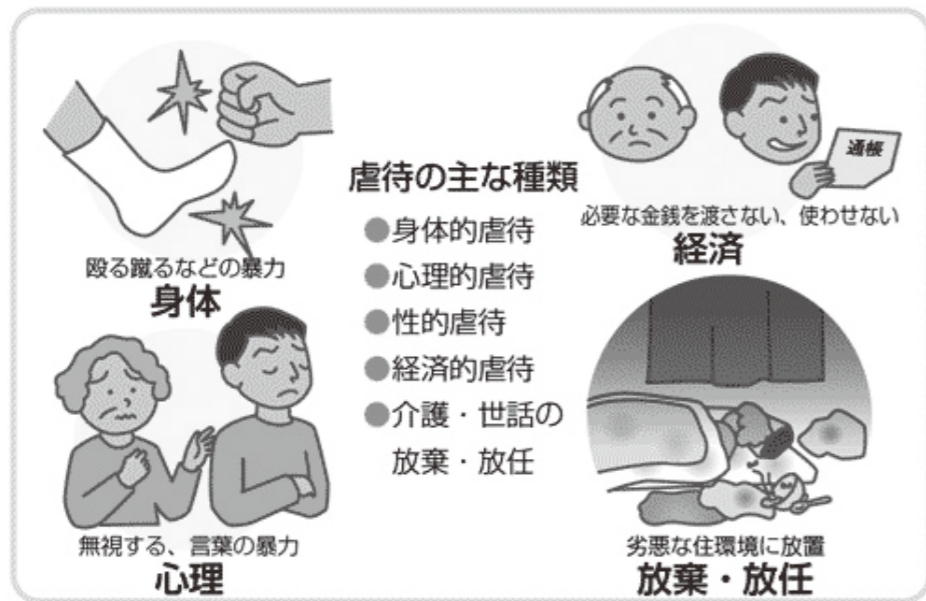 殴る蹴るなどの暴力
身体
無視する、言葉の暴力
心理
虐待の主な種類
●身体的虐待
●心理的虐待
●性的虐待
●経済的虐待
●介護・世話の
放棄・放任
通帳
必要な金銭を渡さない、使わせない
経済
劣悪な住環境に放置
放棄・放任